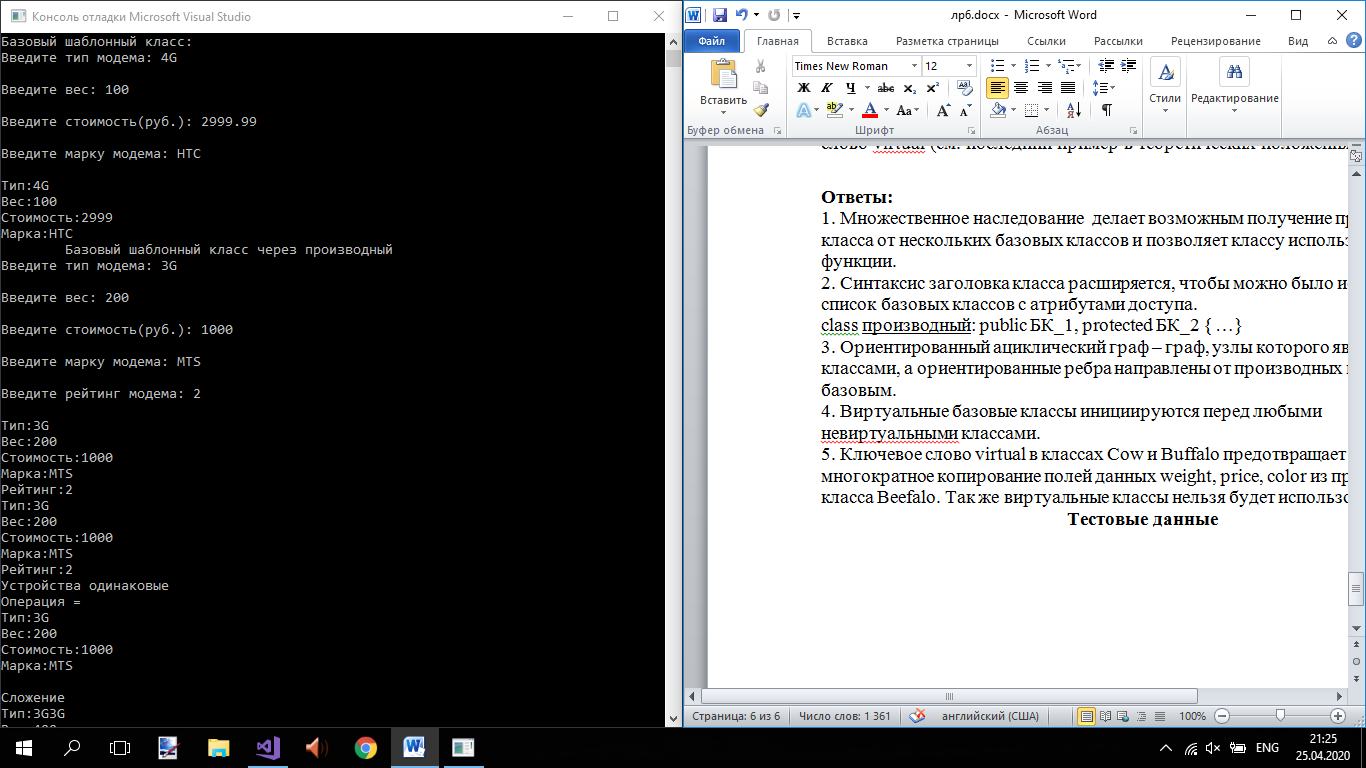 Консоль отладки Microsoft Visual Studio
Базовый шаблонный класс:
Введите тип модема: 4G
Введите вес: 100
Введите стоимость(руб.): 2999.99
Введите марку модема: HTC
Тип:4G
Вес:100
Стоимость:2999
Марка:HTC
Базовый шаблонный класс через производный
Введите тип модема: 3G
Введите вес: 200
Введите стоимость(руб.): 1000
Введите марку модема: MTS
Введите рейтинг модема: 2
Тип:3G
Вес:200
Стоимость:1000
Марка:MTS
Рейтинг:2
Тип:3G
Вес:200
Стоимость:1000
Марка:MTS
Рейтинг:2
Устройства одинаковые
Операция =
Тип:3G
Вес:200
Стоимость:1000
Марка:MTS
Сложение
Тип:3G3G
лр6.docx - Microsoft Word
Файл Главная Вставка Разметка страницы Ссылки Рассылки Рецензирование Вид
Times New Roman 12
Вставить
Ж К Ч abc x₂ x²
Aa
Стили
Редактирование
Буфер обмена Шрифт Абзац
слово virtual (см. последний пример в теоретических
Ответы:
1. Множественное наследование делает возможным получение
класса от нескольких базовых классов и позволяет классу
функции.
2. Синтаксис заголовка класса расширяется, чтобы можно было
список базовых классов с атрибутами доступа.
class производный: public БК_1, protected БК_2 { …}
3. Ориентированный ациклический граф – граф, узлы которого
классами, а ориентированные ребра направлены от производных
базовым.
4. Виртуальные базовые классы инициируются перед любыми
невиртуальными классами.
5. Ключевое слово virtual в классах Cow и Buffalo предотвращает
многократное копирование полей данных weight, price, color из
класса Beefalo. Так же виртуальные классы нельзя будет
Тестовые данные
Страница: 6 из 6 Число слов: 1 361 английский (США) 100%
ENG
21:25
25.04.2020